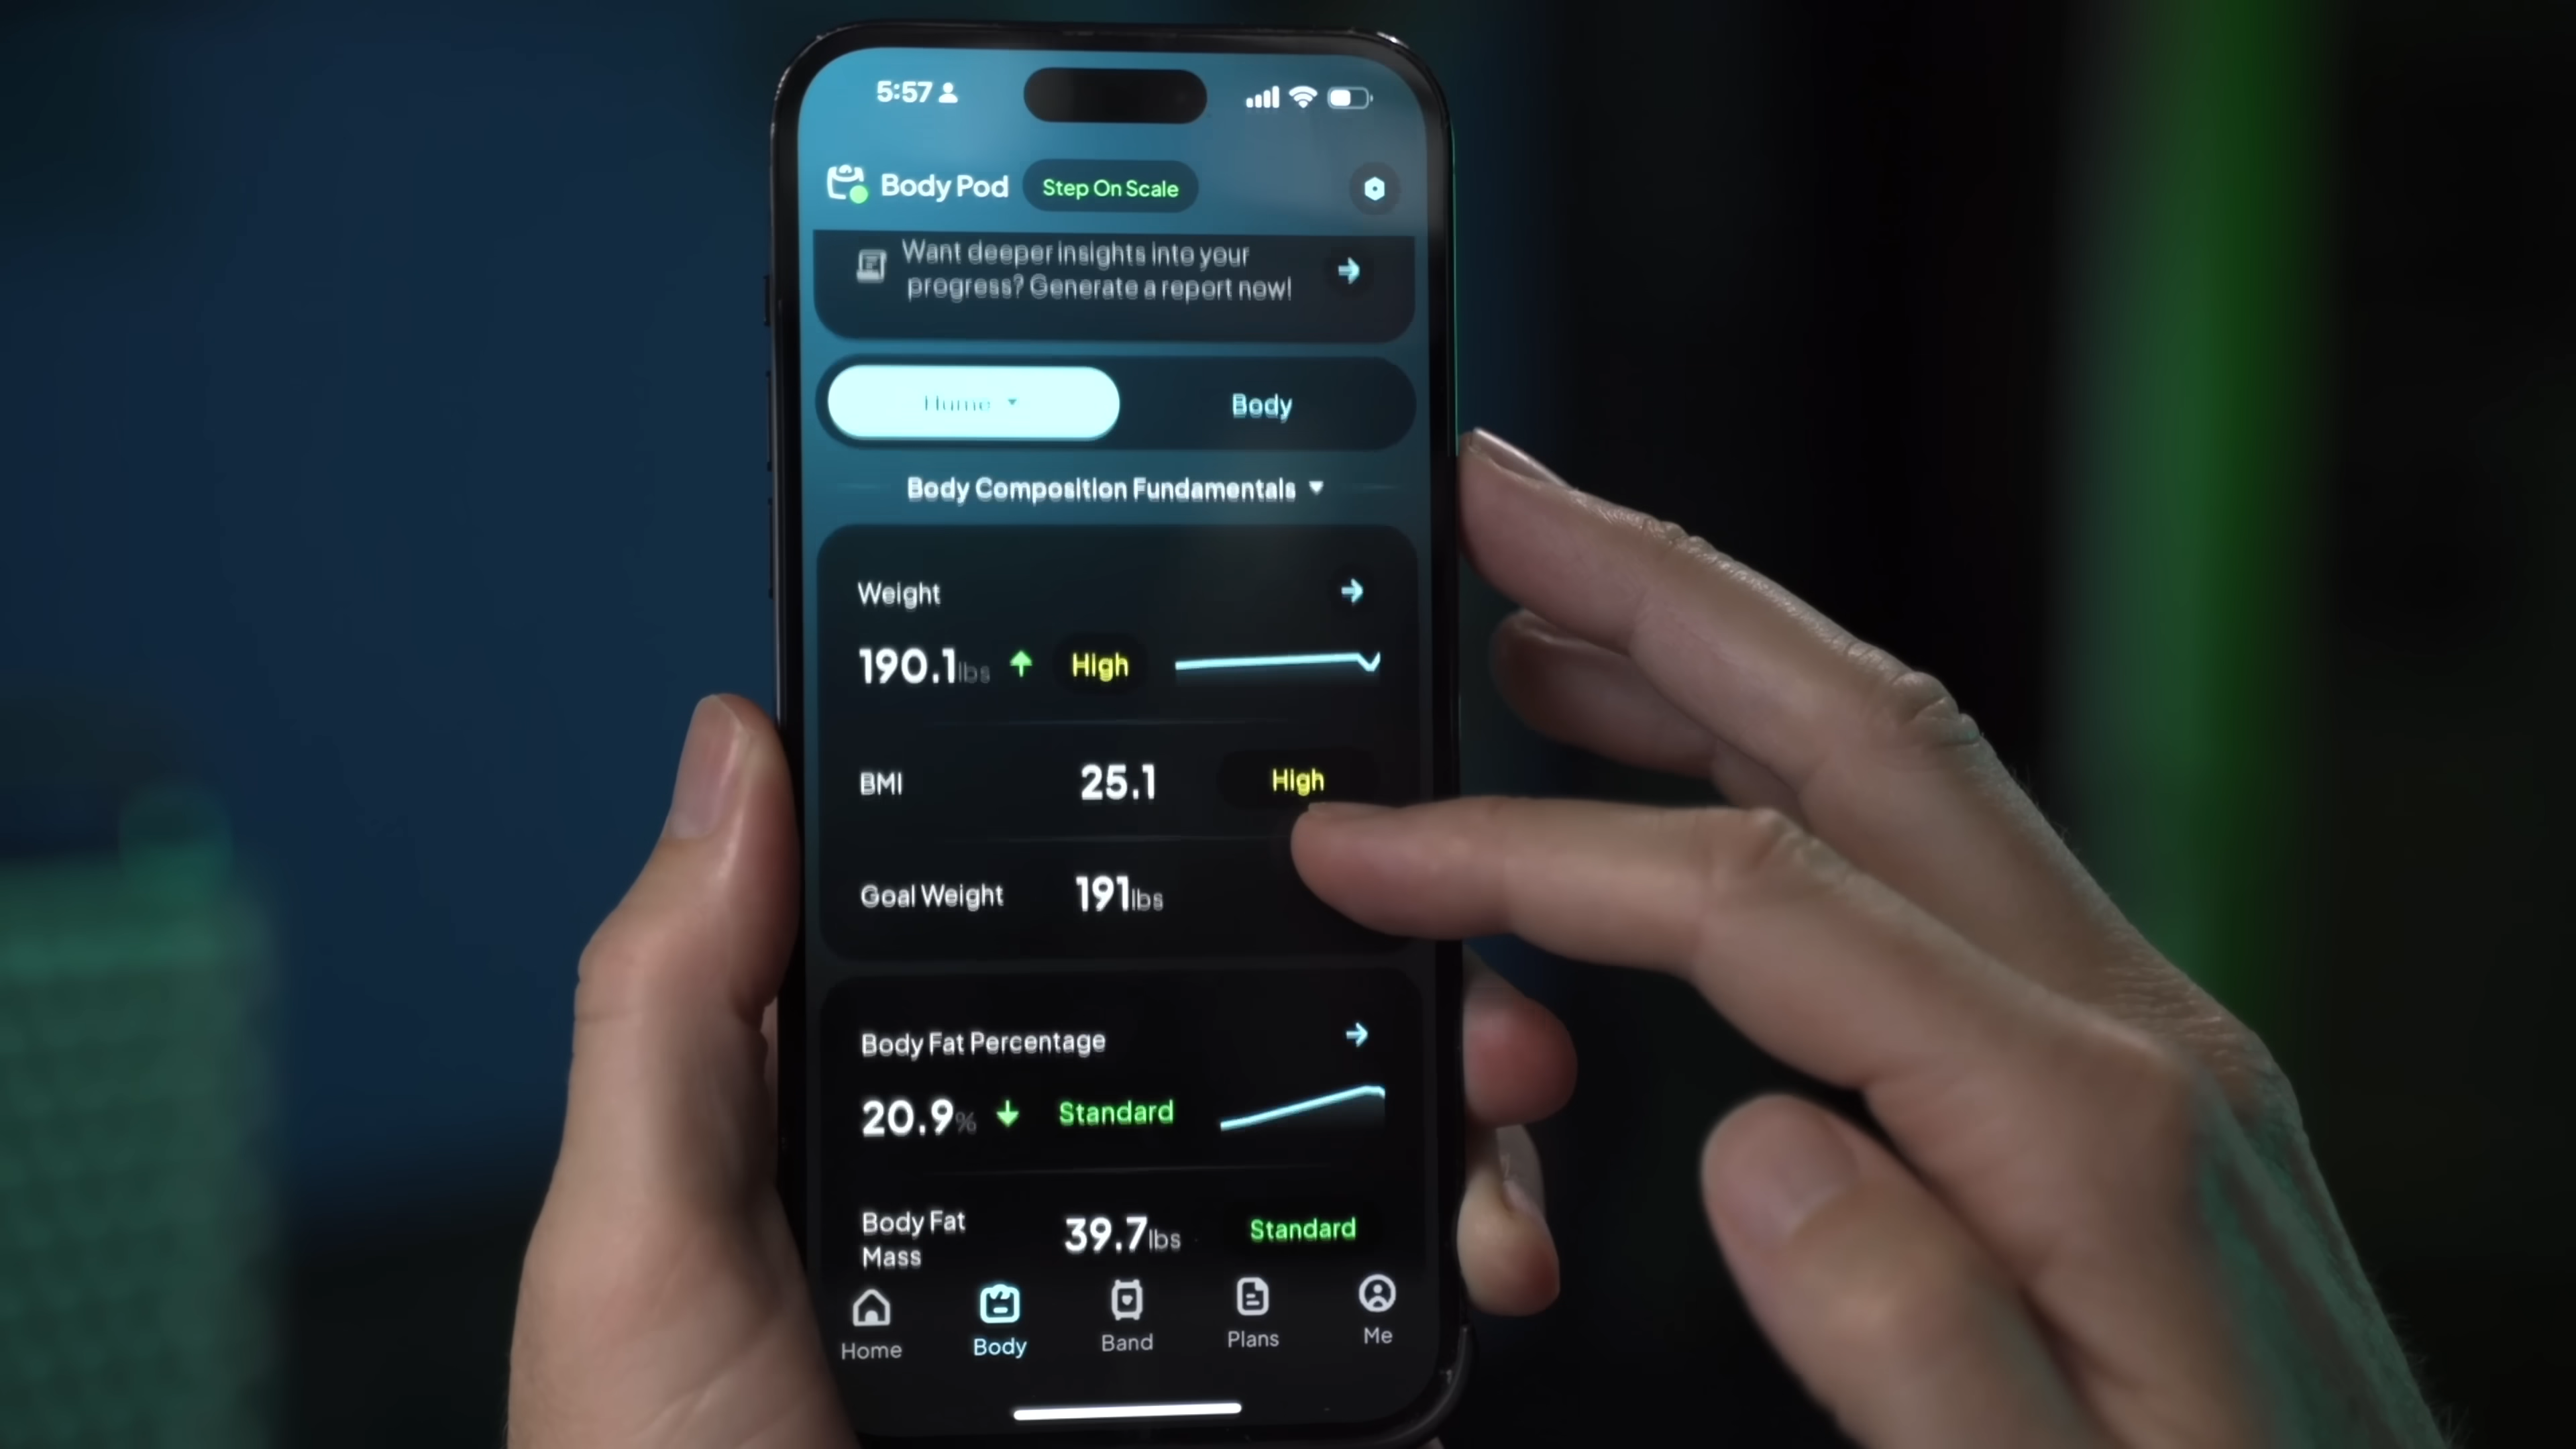 5:57
Body Pod
Step On Scale
Want deeper insights into your
progress? Generate a report now!
Hume
Body
Body Composition Fundamentals
Weight
190.1lbs
High
BMI
25.1
High
Goal Weight
191lbs
Body Fat Percentage
20.9%
Standard
Body Fat
Mass
39.7lbs
Standard
Home
Body
Band
Plans
Me